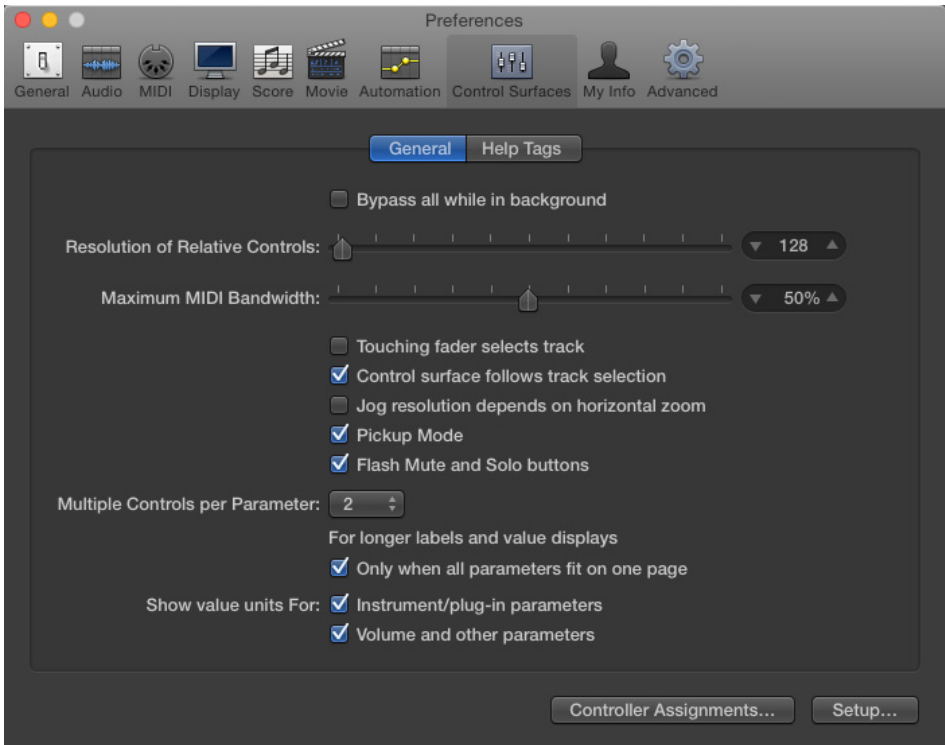 Preferences
General Audio MIDI Display Score Movie Automation Control Surfaces My Info Advanced
General Help Tags
Bypass all while in background
Resolution of Relative Controls: 128
Maximum MIDI Bandwidth: 50%
Touching fader selects track
Control surface follows track selection
Jog resolution depends on horizontal zoom
Pickup Mode
Flash Mute and Solo buttons
Multiple Controls per Parameter: 2
For longer labels and value displays
Only when all parameters fit on one page
Show value units For: Instrument/plug-in parameters
Volume and other parameters
Controller Assignments... Setup...